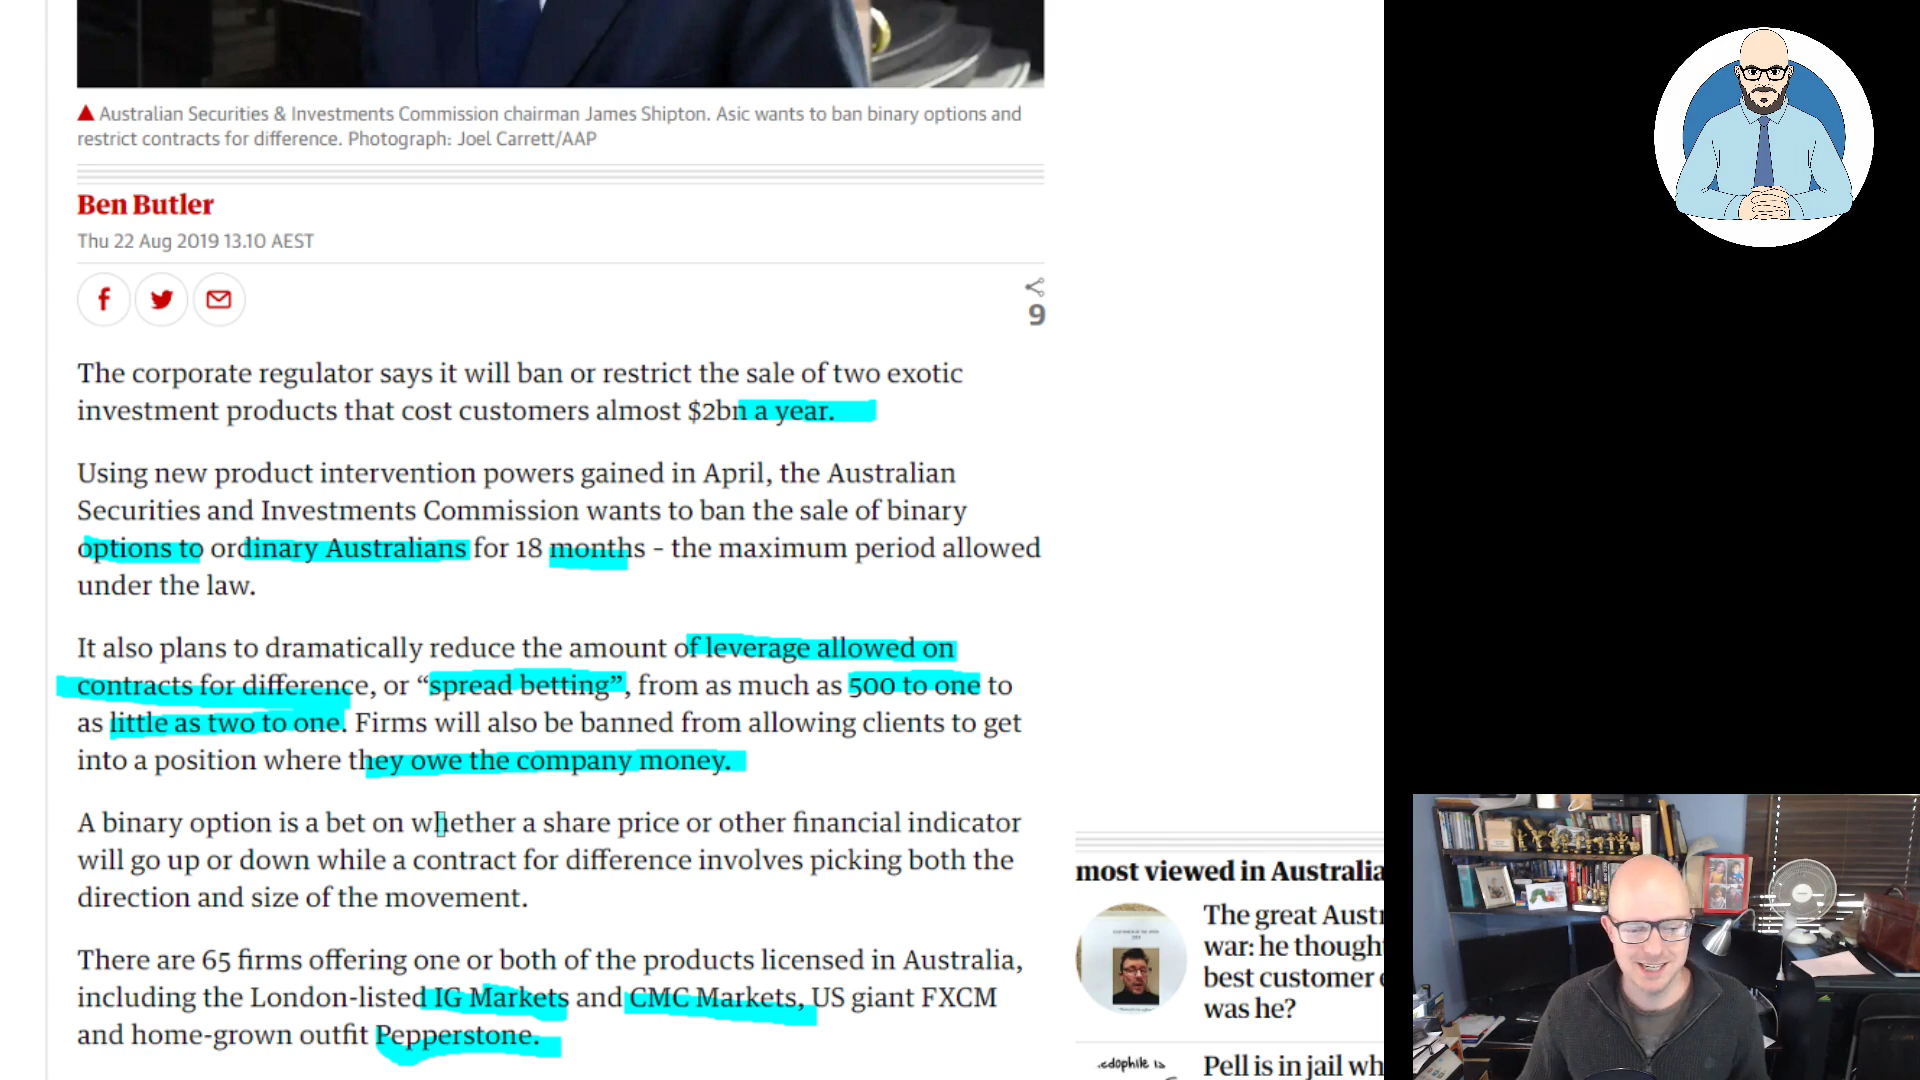 Australian Securities & Investments Commission chairman James Shipton. Asic wants to ban binary options and
restrict contracts for difference. Photograph: Joel Carrett/AAP
Ben Butler
Thu 22 Aug 2019 13.10 AEST
9
The corporate regulator says it will ban or restrict the sale of two exotic
investment products that cost customers almost $2bn a year.
Using new product intervention powers gained in April, the Australian
Securities and Investments Commission wants to ban the sale of binary
options to ordinary Australians for 18 months – the maximum period allowed
under the law.
It also plans to dramatically reduce the amount of leverage allowed on
contracts for difference, or “spread betting”, from as much as 500 to one to
as little as two to one. Firms will also be banned from allowing clients to get
into a position where they owe the company money.
A binary option is a bet on whether a share price or other financial indicator
will go up or down while a contract for difference involves picking both the
direction and size of the movement.
There are 65 firms offering one or both of the products licensed in Australia,
including the London-listed IG Markets and CMC Markets, US giant FXCM
and home-grown outfit Pepperstone.
most viewed in Australia
The great Austr
war: he though
best customer
was he?
Pell is in jail wh